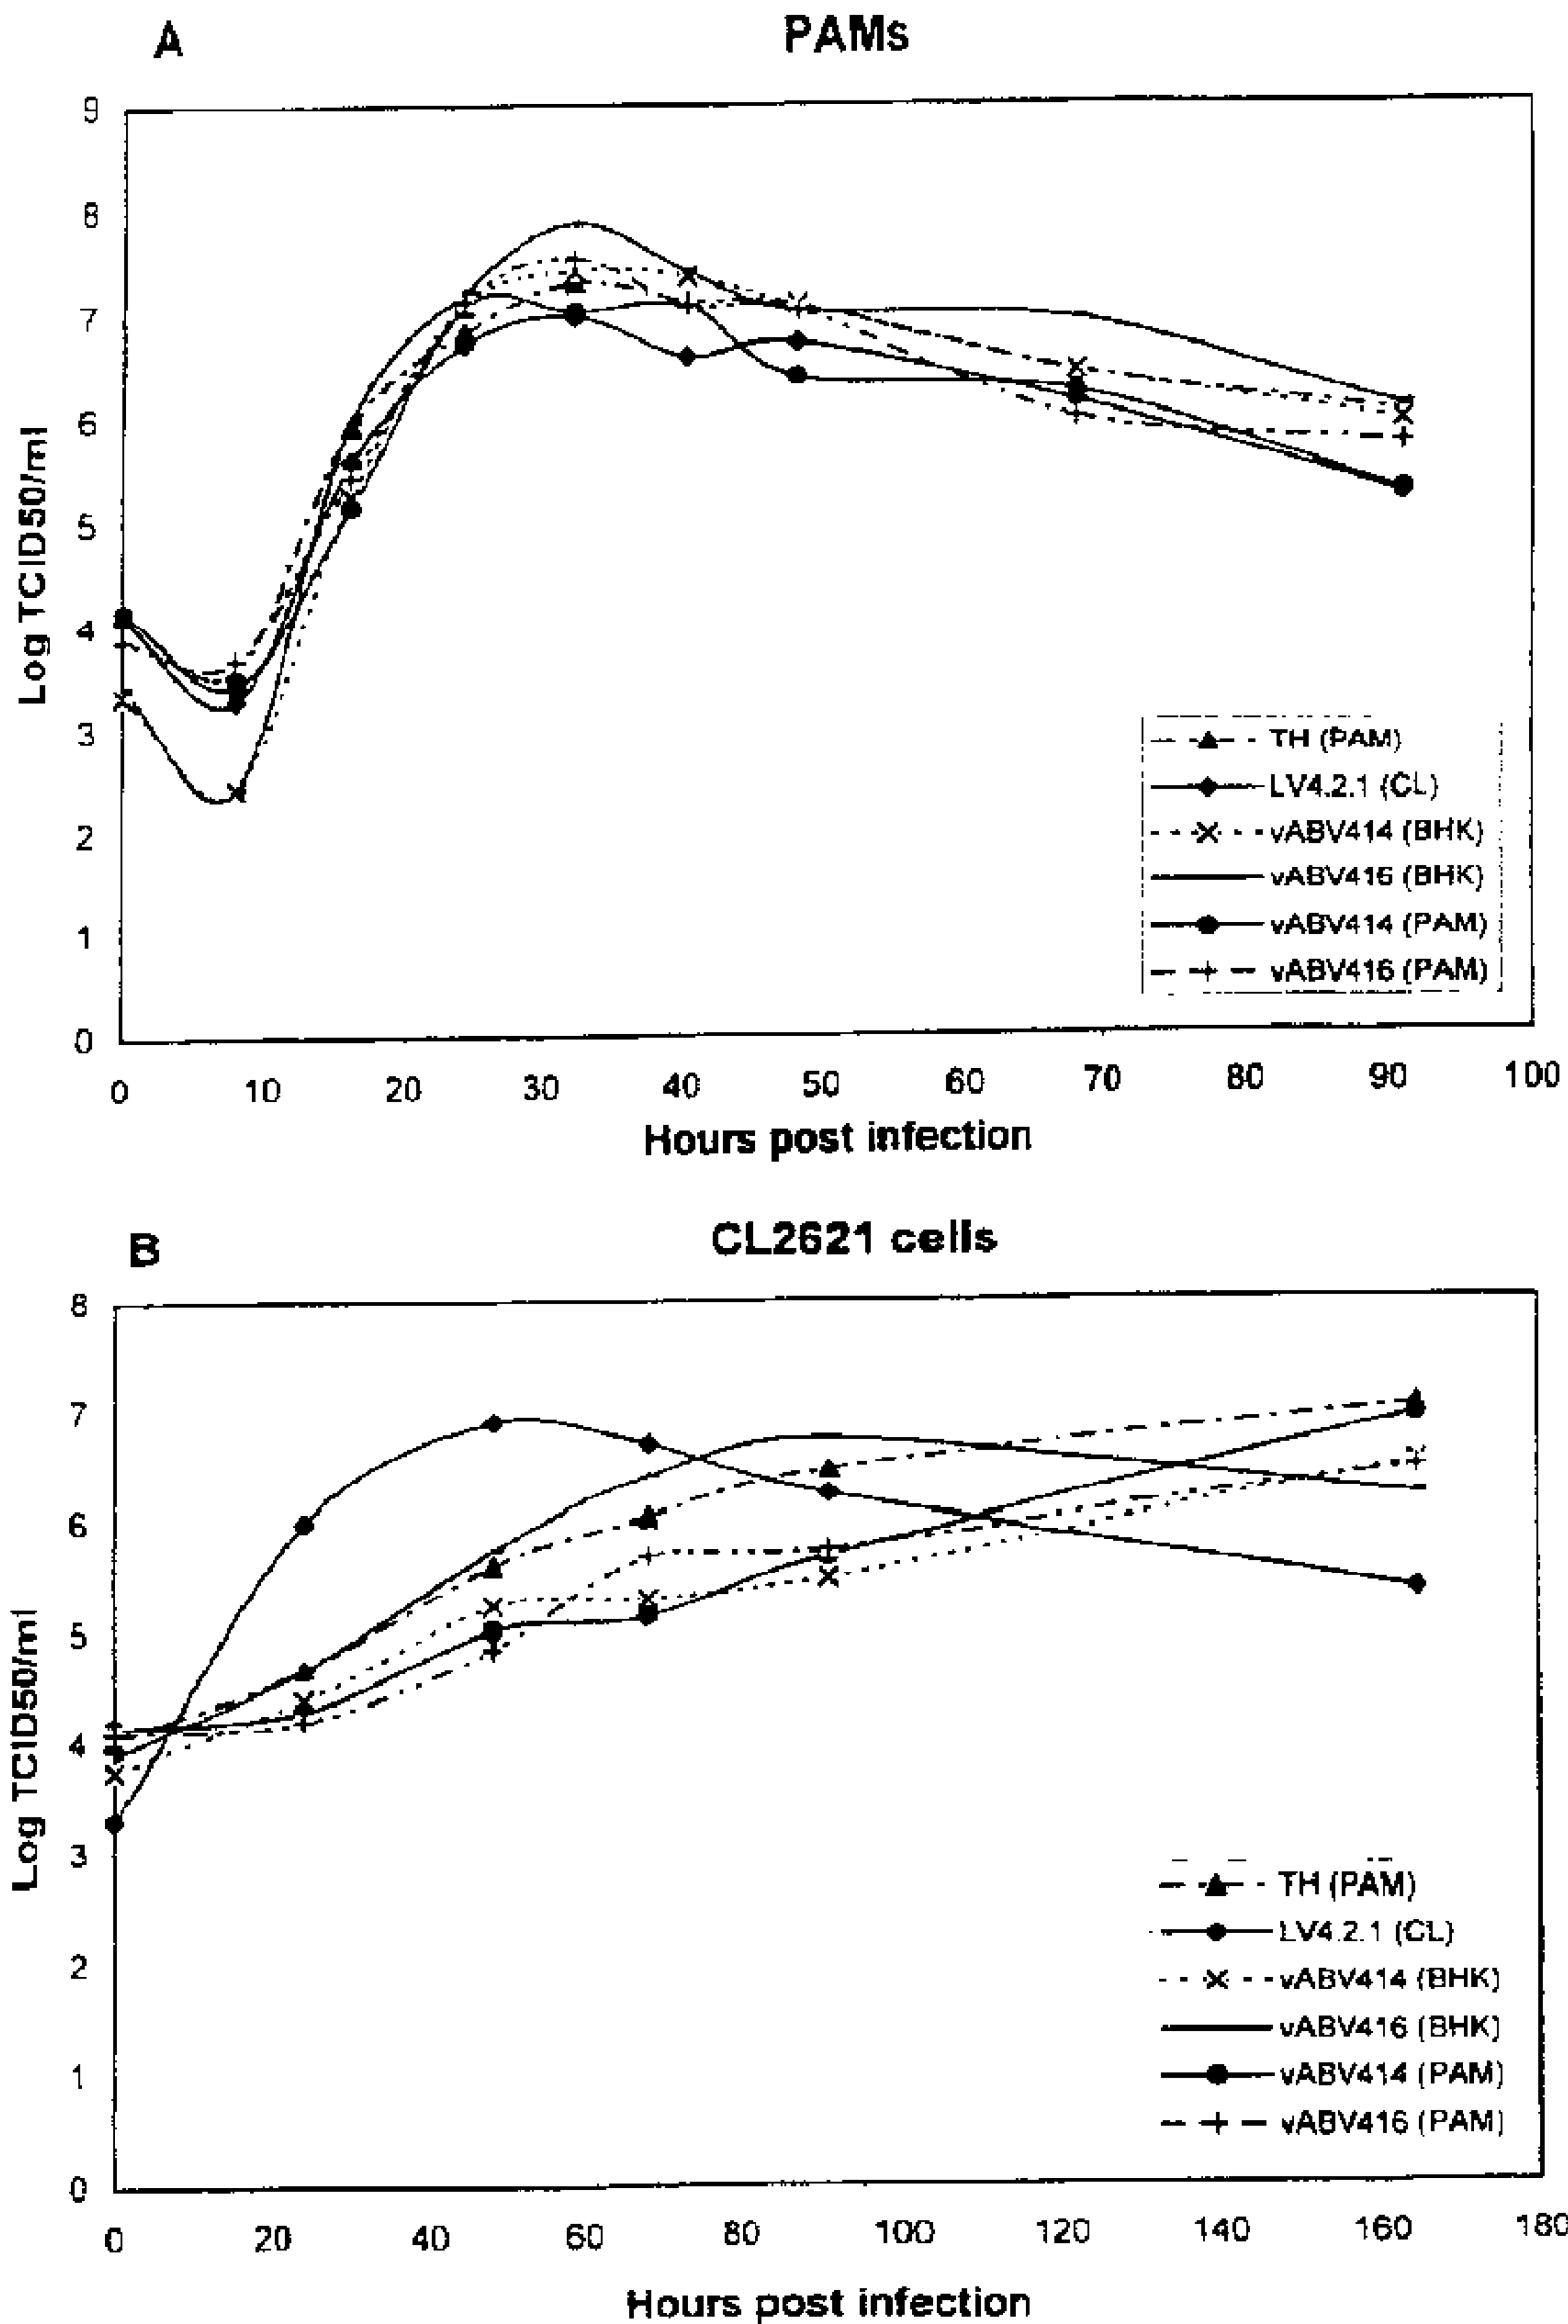 A
PAMs
9
8
7
6
5
4
3
2
1
0
Log TCID50/ml
TH (PAM)
LV4.2.1 (CL)
vABV414 (BHK)
vABV416 (BHK)
vABV414 (PAM)
vABV416 (PAM)
0 10 20 30 40 50 60 70 80 90 100
Hours post infection
B
CL2621 cells
8
7
6
5
4
3
2
1
0
Log TCID50/ml
TH (PAM)
LV4.2.1 (CL)
vABV414 (BHK)
vABV416 (BHK)
vABV414 (PAM)
vABV416 (PAM)
0 20 40 60 80 100 120 140 160 180
Hours post infection